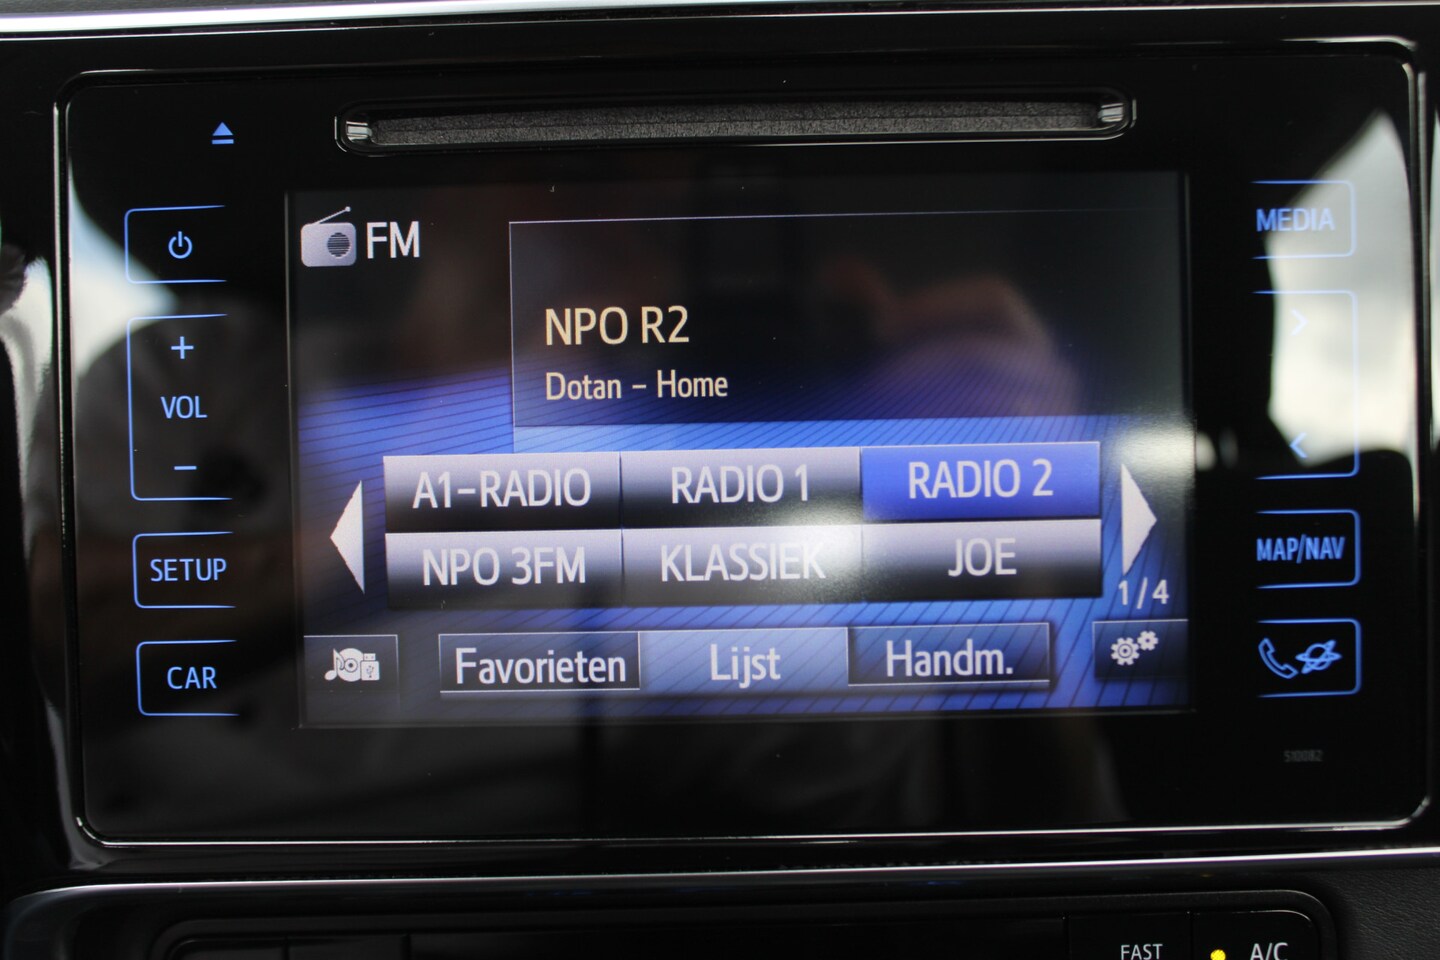 FM
MEDIA
NPO R2
Dotan - Home
+
VOL
-
A1-RADIO RADIO 1 RADIO 2
NPO 3FM KLASSIEK JOE
1/4
SETUP
MAP/NAV
Favorieten Lijst Handm.
CAR
510082
FAST A/C